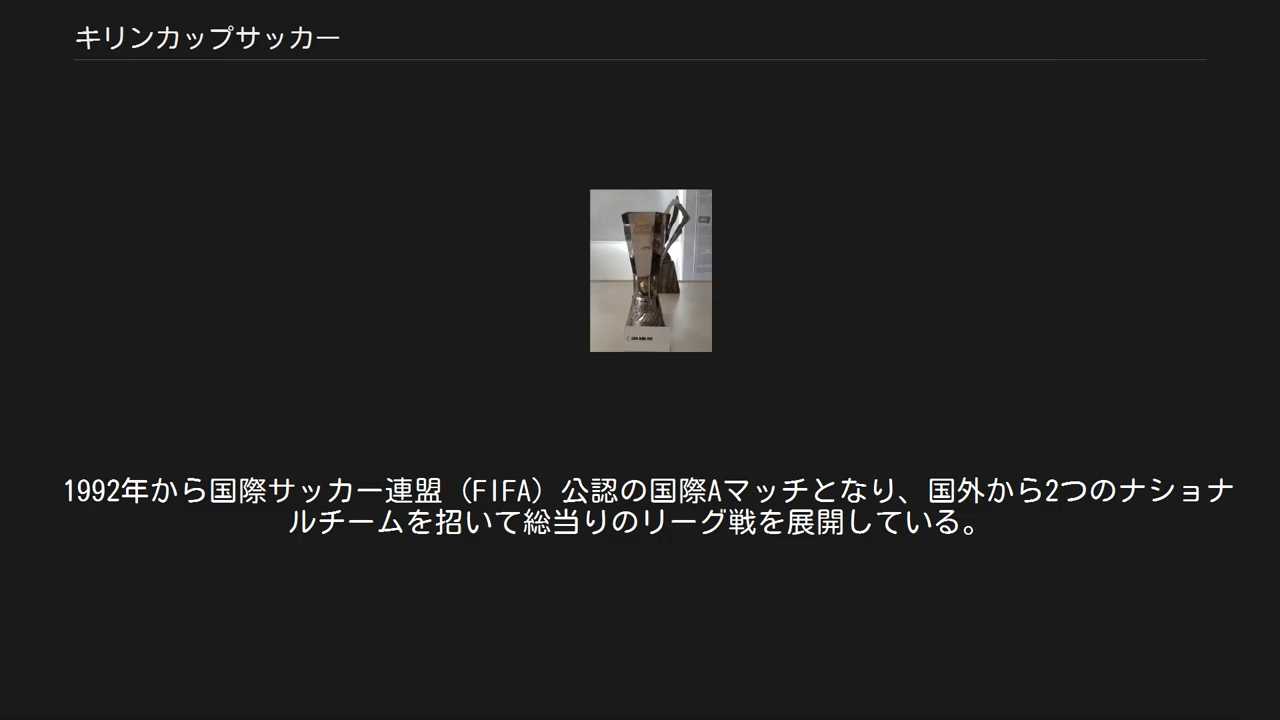 キリンカップサッカー
1992年から国際サッカー連盟（FIFA）公認の国際Aマッチとなり、国外から2つのナショナ
ルチームを招いて総当りのリーグ戦を展開している。